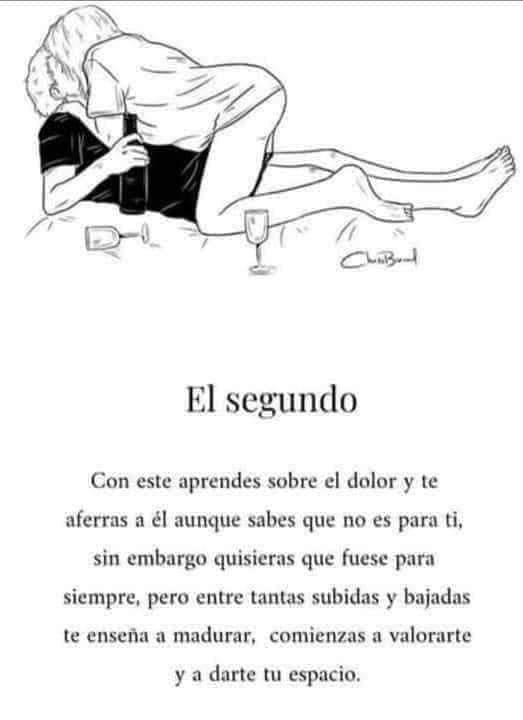 El segundo
Con este aprendes sobre el dolor y te
aferras a él aunque sabes que no es para ti,
sin embargo quisieras que fuese para
siempre, pero entre tantas subidas y bajadas
te enseña a madurar, comienzas a valorarte
y a darte tu espacio.